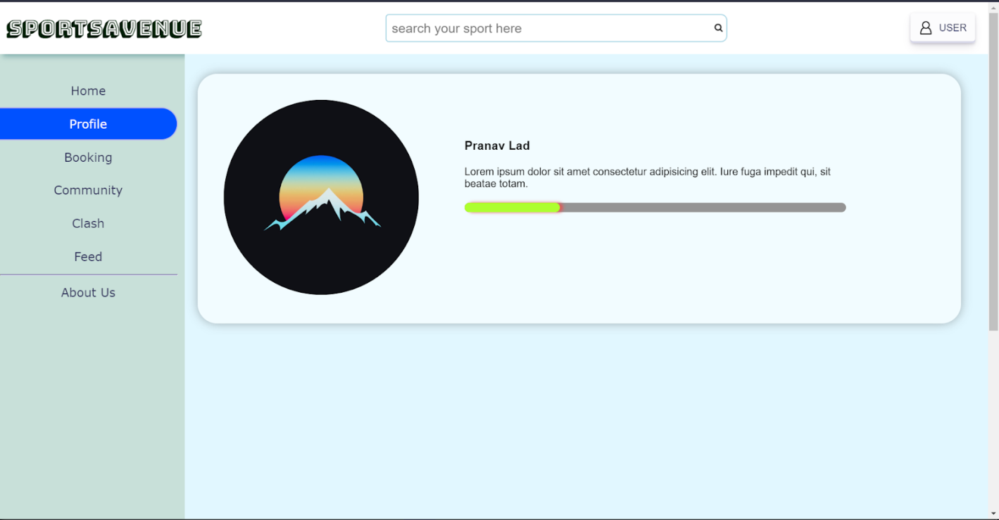 SPORTSAVENUE
search your sport here
USER
Home
Profile
Booking
Community
Clash
Feed
About Us
Pranav Lad
Lorem ipsum dolor sit amet consectetur adipisicing elit. Iure fuga impedit qui, sit
beatae totam.